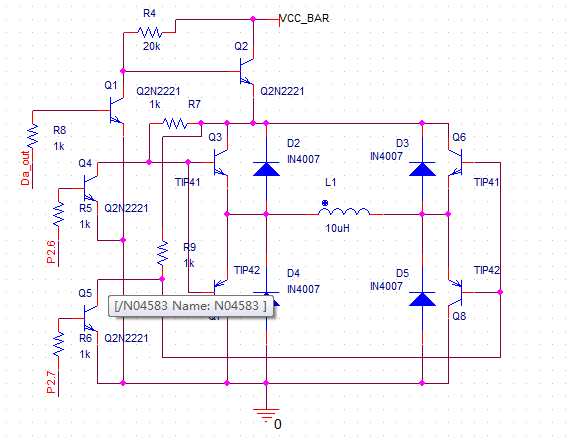 R4
VCC_BAR
20k
Q2
Q1
Q2N2221
Q2N2221
1k
R7
R8
1k
Da_out
Q3
D2
D3
Q6
IN4007
IN4007
Q4
TIP41
TIP41
L1
R5
Q2N2221
1k
10uH
P2.6
R9
1k
TIP42
D4
D5
TIP42
IN4007
IN4007
Q5
[/N04583 Name: N04583 ]
Q8
R6
Q2N2221
1k
P2.7
0